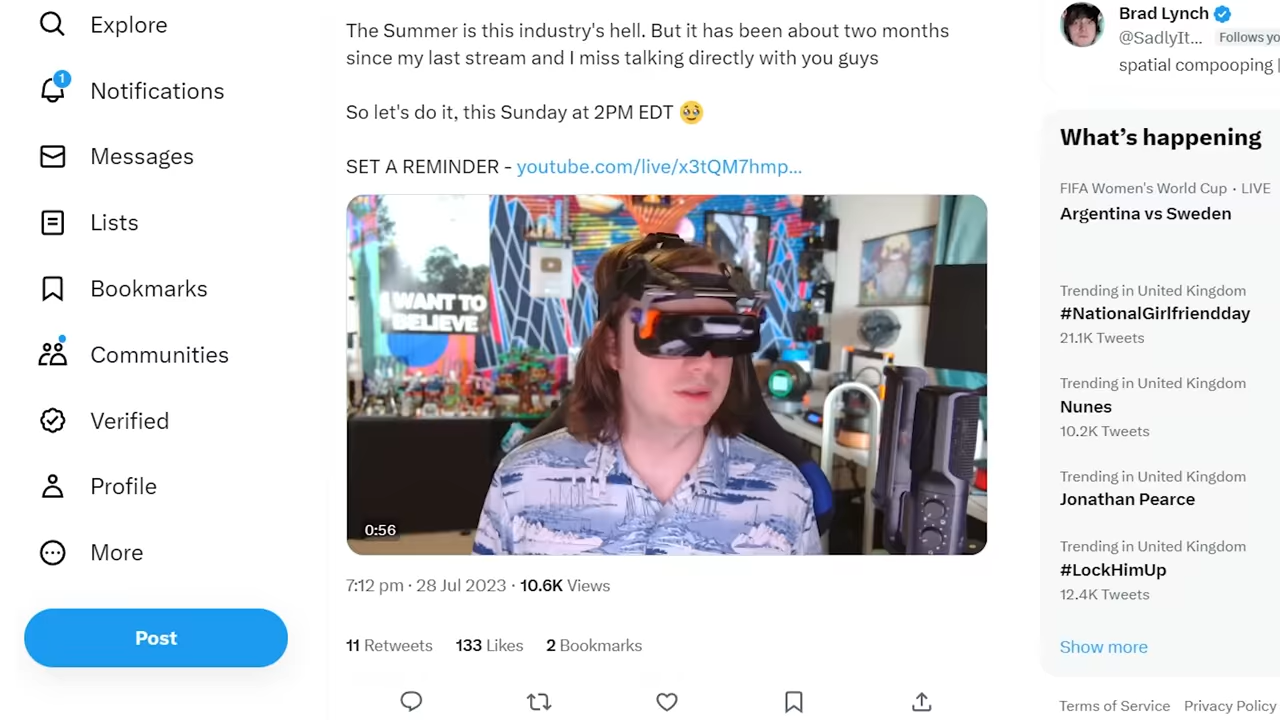 Explore
1
Notifications
Messages
Lists
Bookmarks
Communities
Verified
Profile
More
Post
The Summer is this industry's hell. But it has been about two months
since my last stream and I miss talking directly with you guys
So let's do it, this Sunday at 2PM EDT 🥹
SET A REMINDER - youtube.com/live/x3tQM7hmp...
I WANT TO
BELIEVE
0:56
7:12 pm · 28 Jul 2023 · 10.6K Views
11 Retweets 133 Likes 2 Bookmarks
Brad Lynch
@SadlyIt... Follows yo
spatial compooping |
What's happening
FIFA Women's World Cup · LIVE
Argentina vs Sweden
Trending in United Kingdom
#NationalGirlfriendday
21.1K Tweets
Trending in United Kingdom
Nunes
10.2K Tweets
Trending in United Kingdom
Jonathan Pearce
Trending in United Kingdom
#LockHimUp
12.4K Tweets
Show more
Terms of Service Privacy Policy